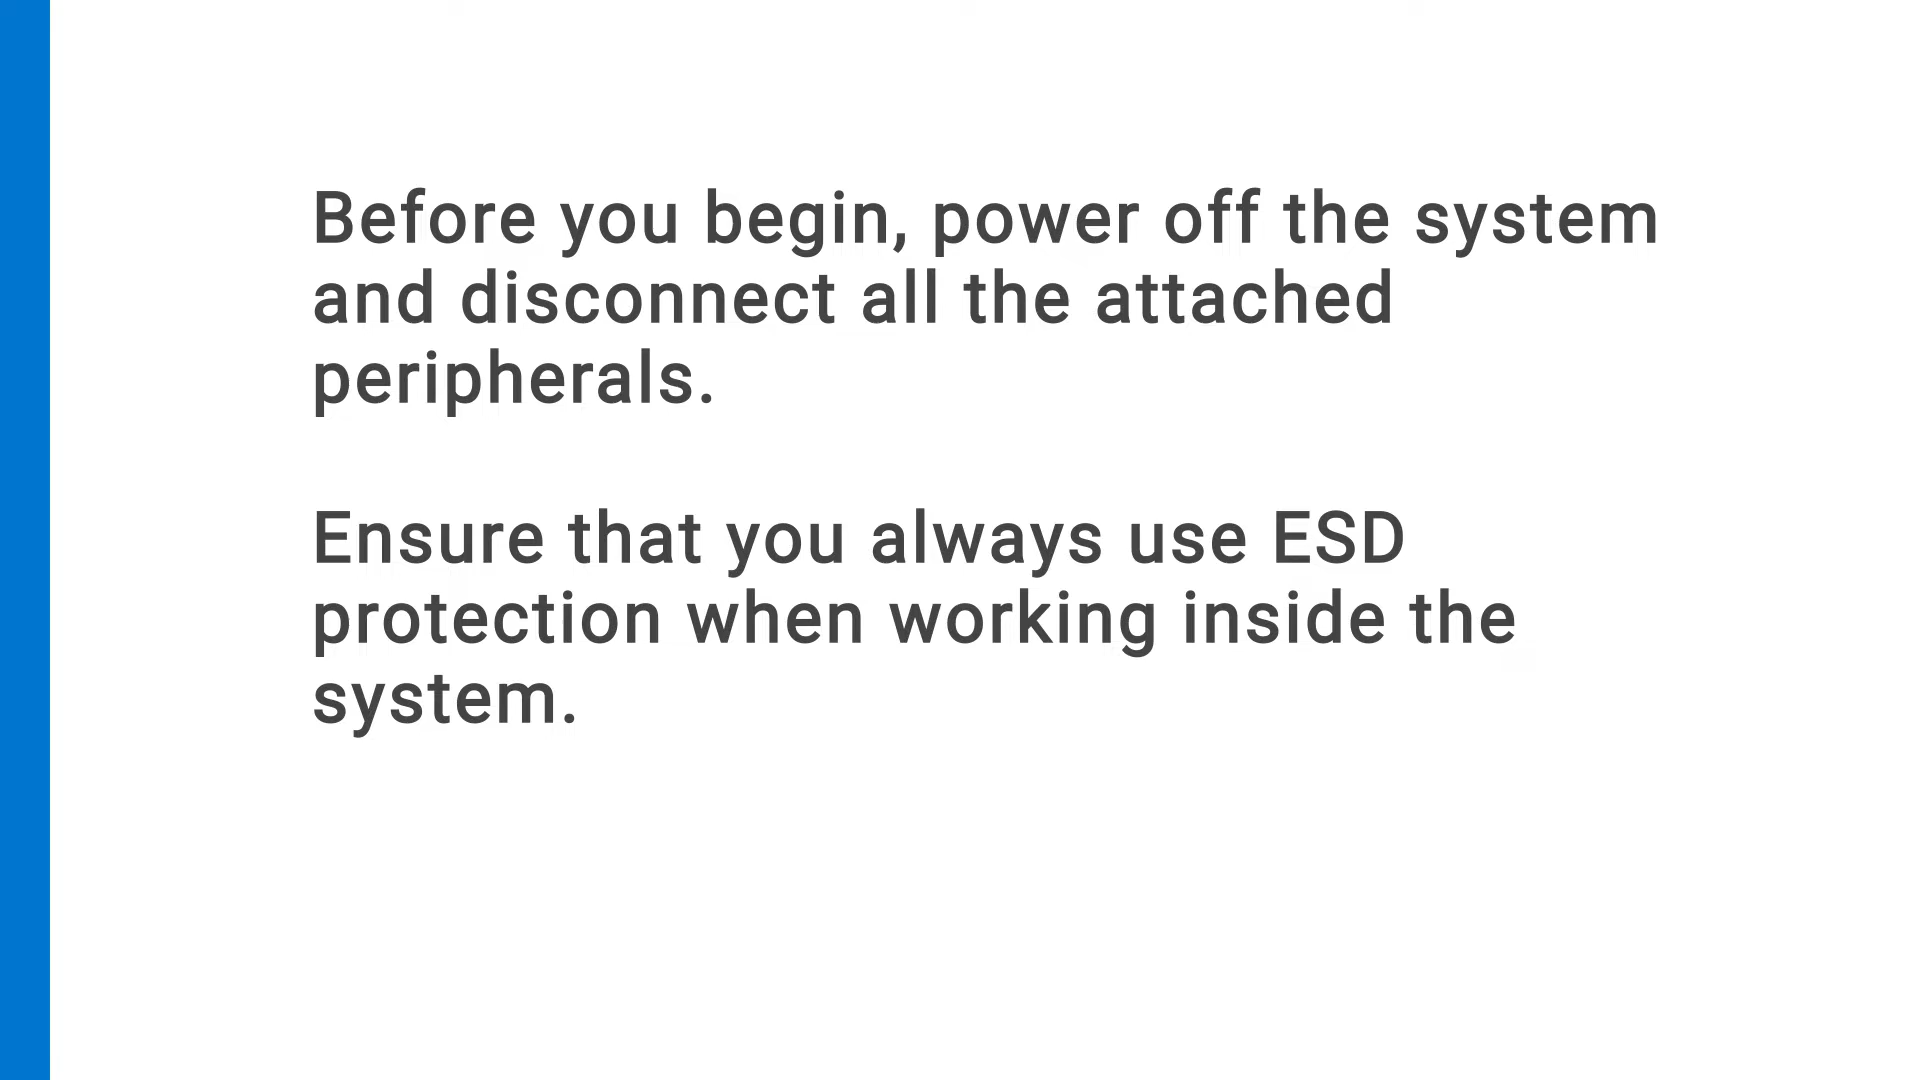 Before you begin, power off the system
and disconnect all the attached
peripherals.
Ensure that you always use ESD
protection when working inside the
system.